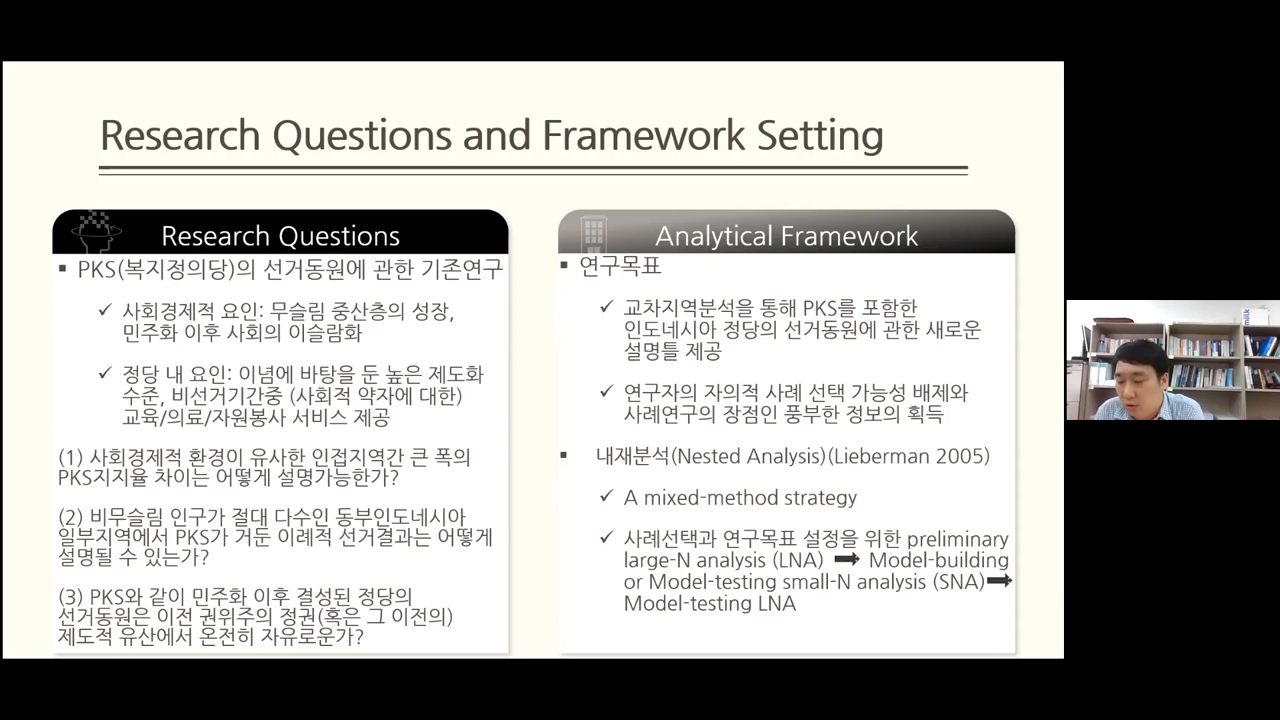 Research Questions and Framework Setting
Research Questions
▪ PKS(복지정의당)의 선거동원에 관한 기존연구
✓ 사회경제적 요인: 무슬림 중산층의 성장,
민주화 이후 사회의 이슬람화
✓ 정당 내 요인: 이념에 바탕을 둔 높은 제도화
수준, 비선거기간중 (사회적 약자에 대한)
교육/의료/자원봉사 서비스 제공
(1) 사회경제적 환경이 유사한 인접지역간 큰 폭의
PKS지지율 차이는 어떻게 설명가능한가?
(2) 비무슬림 인구가 절대 다수인 동부인도네시아
일부지역에서 PKS가 거둔 이례적 선거결과는 어떻게
설명될 수 있는가?
(3) PKS와 같이 민주화 이후 결성된 정당의
선거동원은 이전 권위주의 정권(혹은 그 이전의)
제도적 유산에서 온전히 자유로운가?
Analytical Framework
▪ 연구목표
✓ 교차지역분석을 통해 PKS를 포함한
인도네시아 정당의 선거동원에 관한 새로운
설명틀 제공
✓ 연구자의 자의적 사례 선택 가능성 배제와
사례연구의 장점인 풍부한 정보의 획득
▪ 내재분석(Nested Analysis)(Lieberman 2005)
✓ A mixed-method strategy
✓ 사례선택과 연구목표 설정을 위한 preliminary
large-N analysis (LNA) ➡ Model-building
or Model-testing small-N analysis (SNA)➡
Model-testing LNA
milk